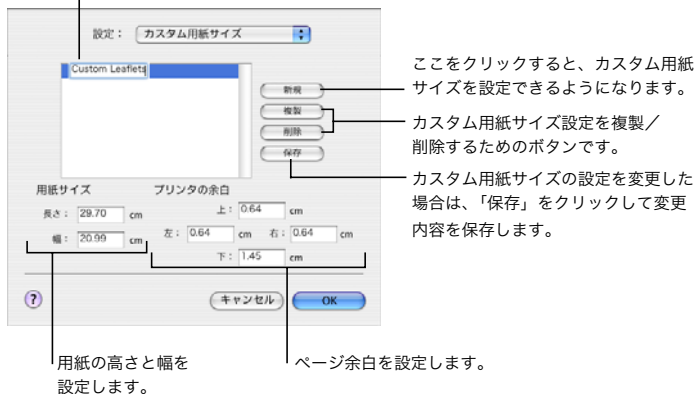 設定： カスタム用紙サイズ
Custom Leaflets
新規
複製
削除
保存
ここをクリックすると、カスタム用紙
サイズを設定できるようになります。
カスタム用紙サイズ設定を複製／
削除するためのボタンです。
カスタム用紙サイズの設定を変更した
場合は、「保存」をクリックして変更
内容を保存します。
用紙サイズ
長さ： 29.70 cm
幅： 20.99 cm
プリンタの余白
上： 0.64 cm
左： 0.64 cm 右： 0.64 cm
下： 1.45 cm
?
キャンセル OK
用紙の高さと幅を
設定します。
ページ余白を設定します。